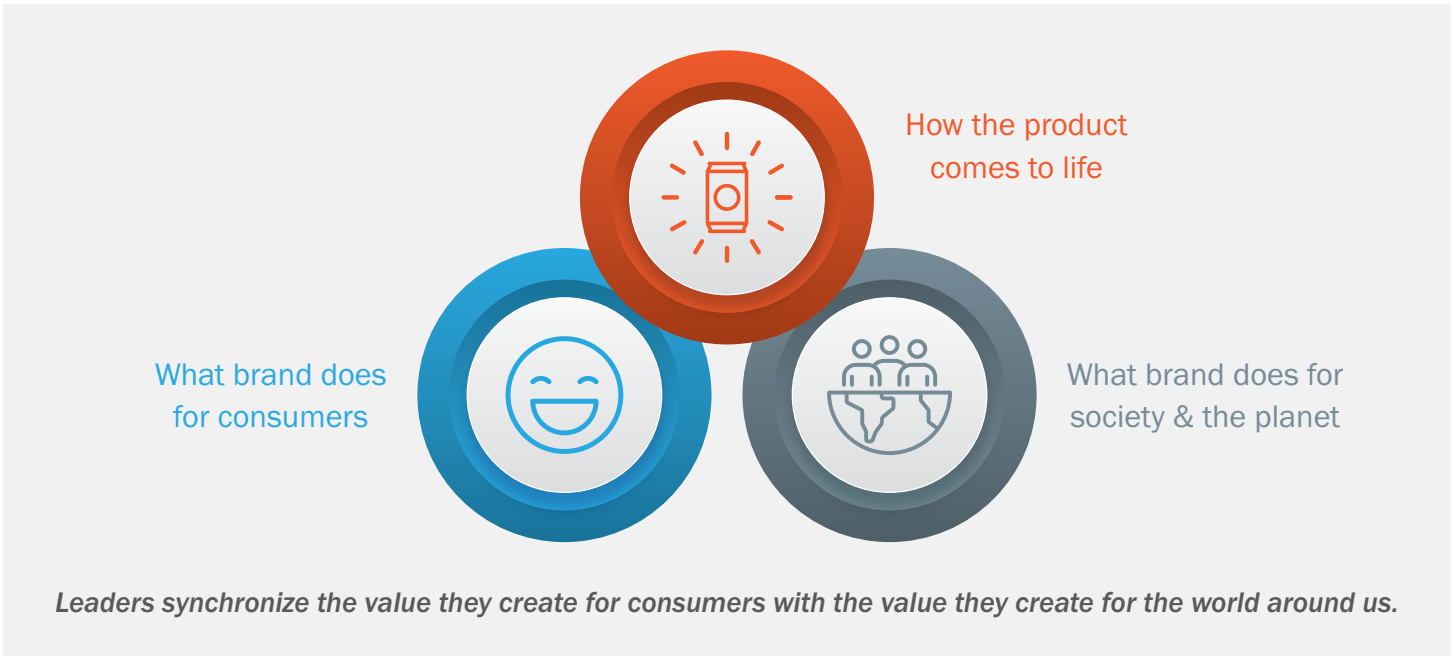 How the product
comes to life
What brand does
for consumers
What brand does for
society & the planet
Leaders synchronize the value they create for consumers with the value they create for the world around us.